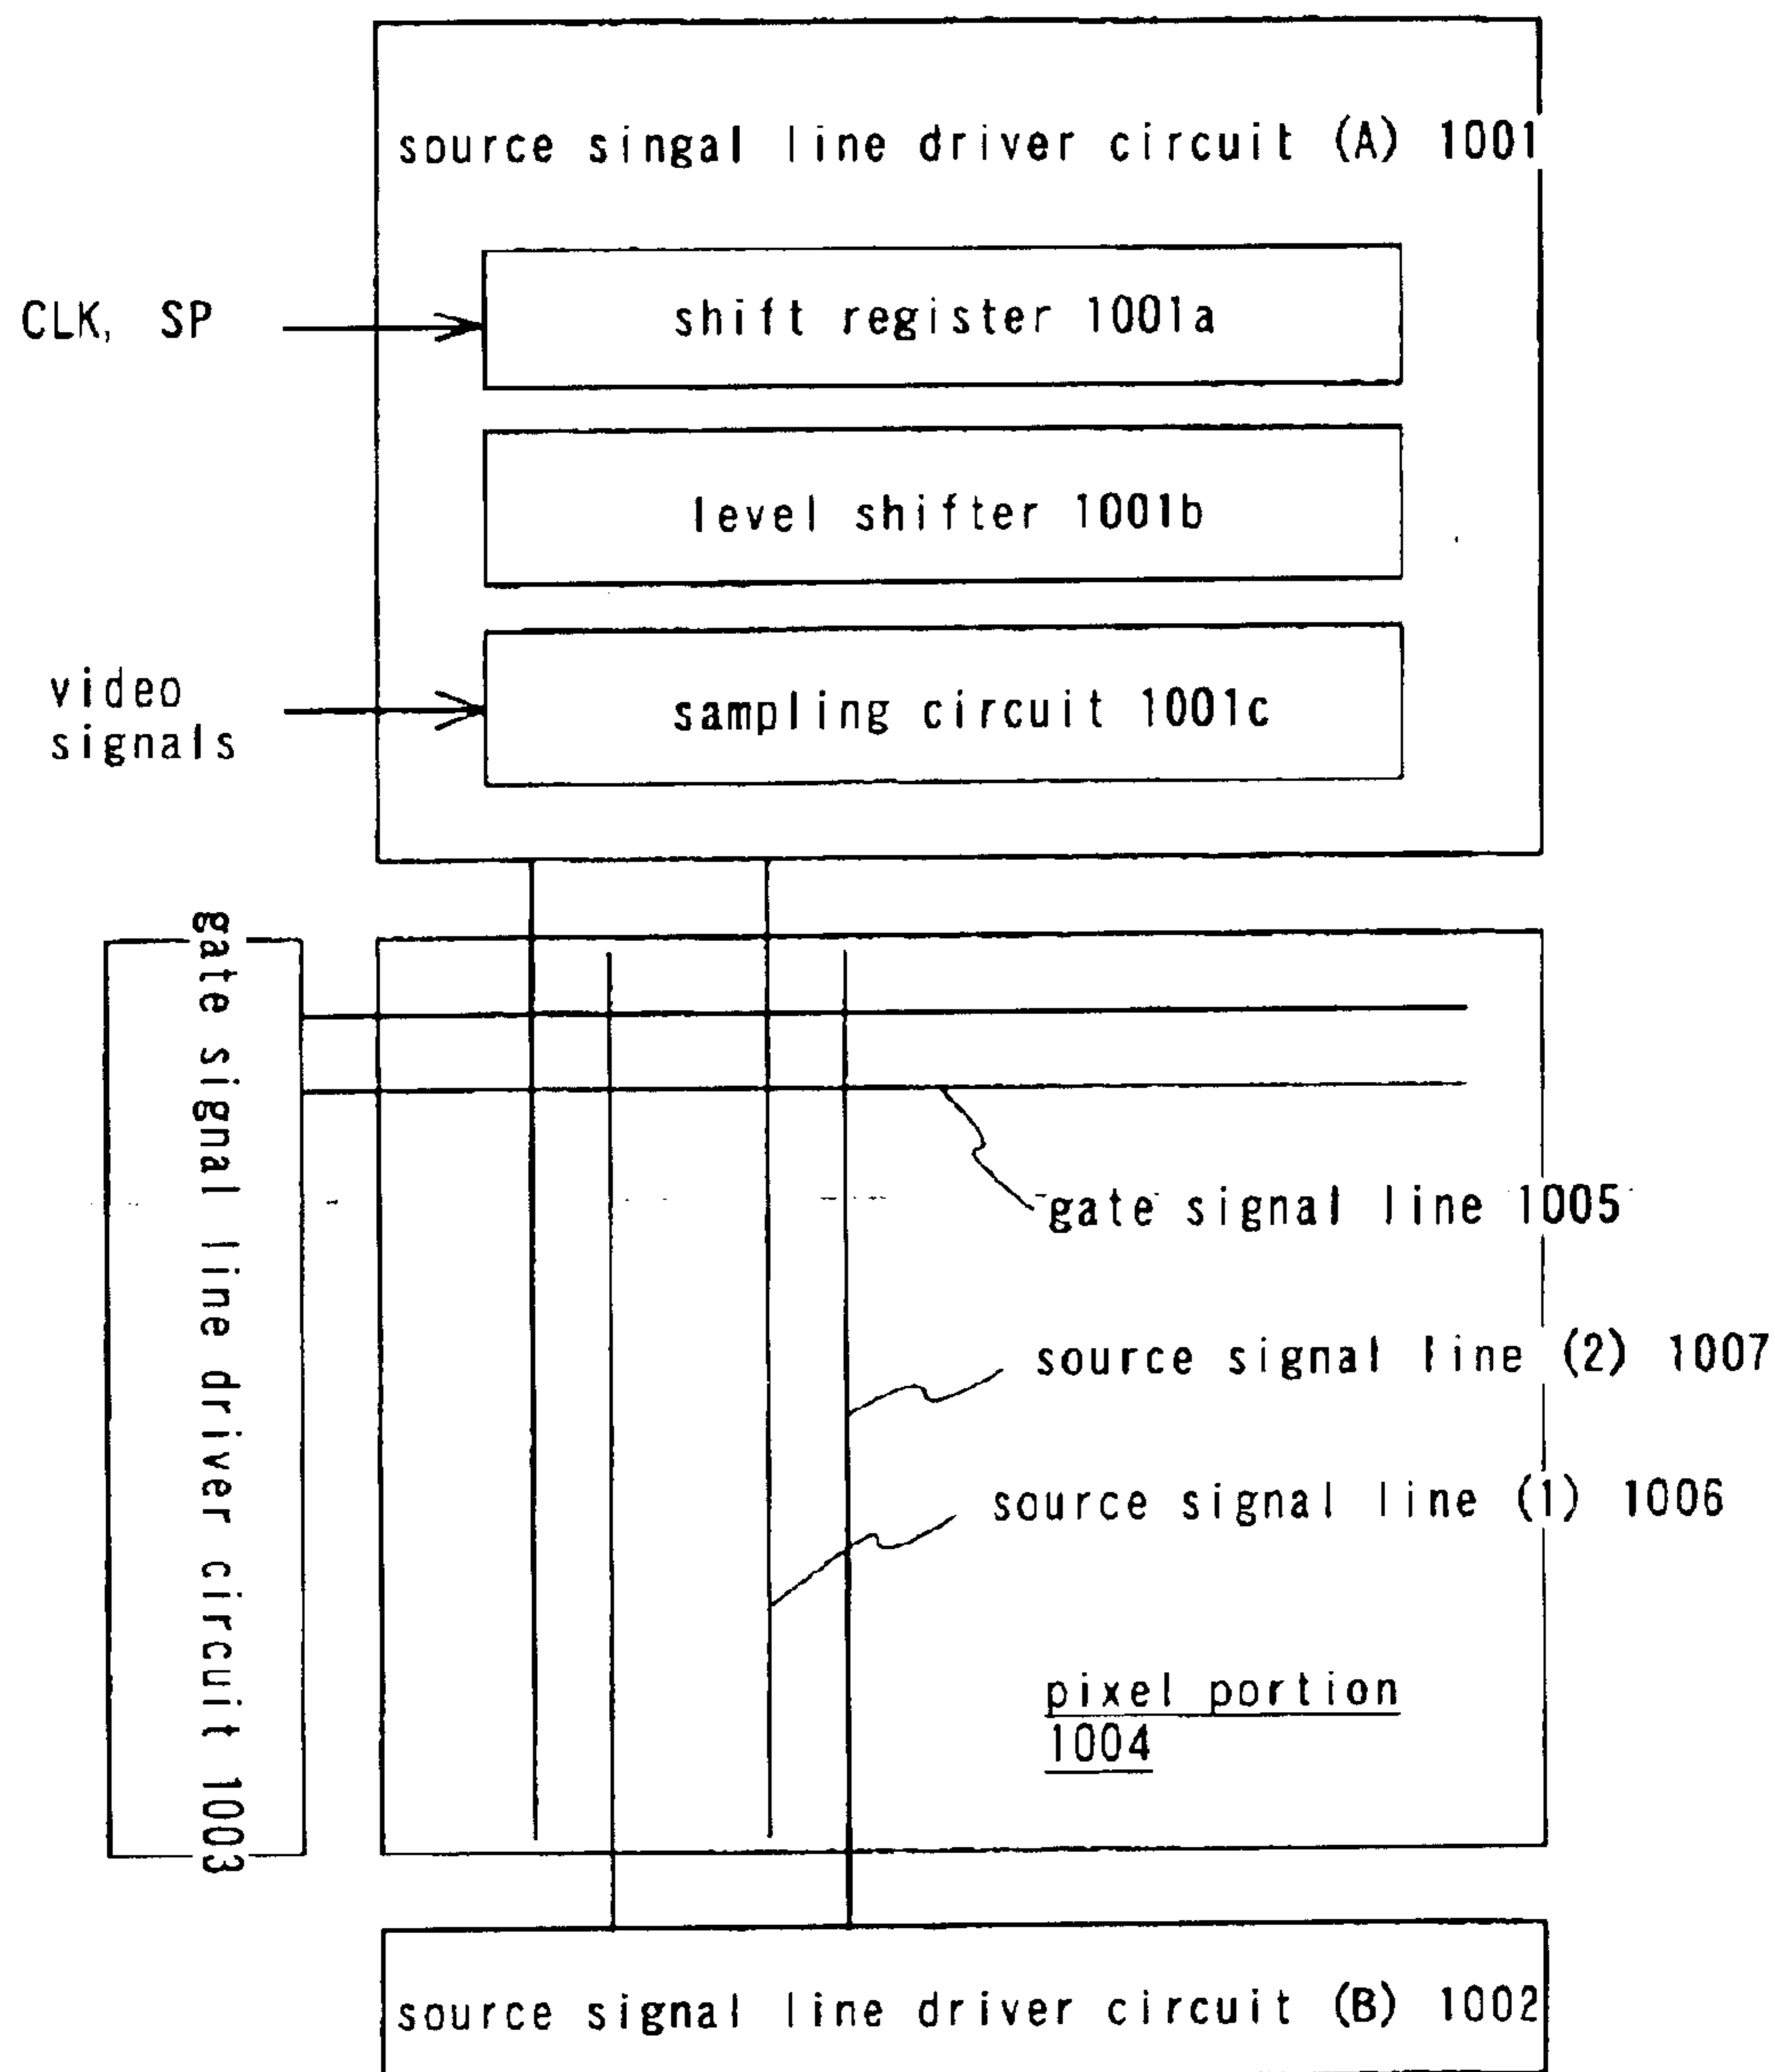 source singal line driver circuit (A) 1001
CLK, SP
shift register 1001a
level shifter 1001b
video
signals
sampling circuit 1001c
gate signal line driver circuit 1003
gate signal line 1005
source signal line (2) 1007
source signal line (1) 1006
pixel portion
1004
source signal line driver circuit (B) 1002